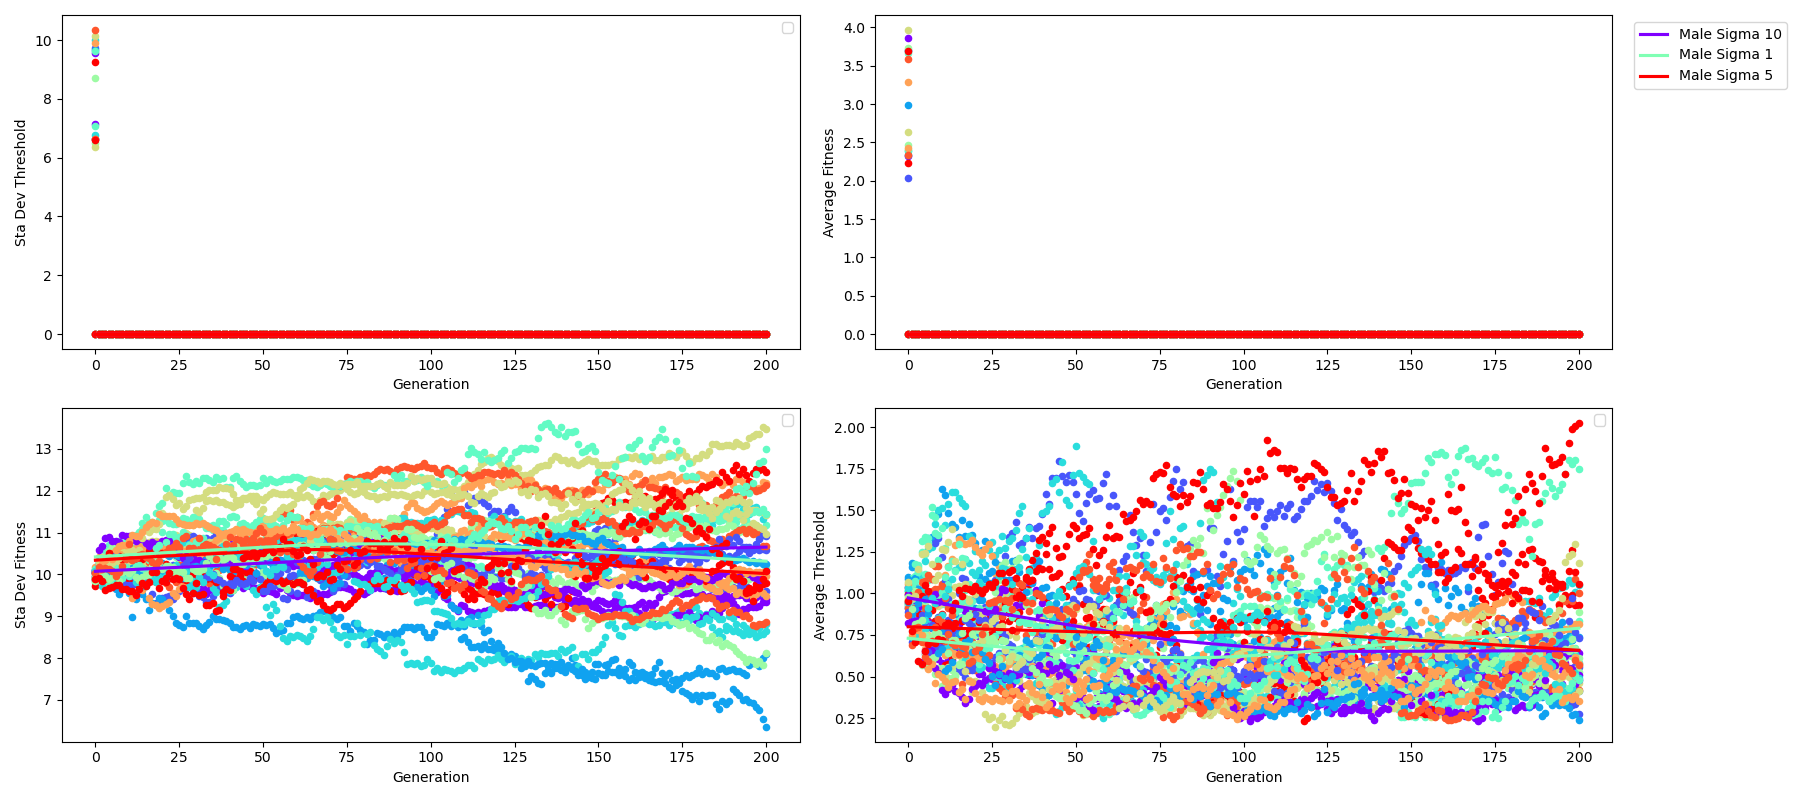 Sta Dev Threshold
10
8
6
4
2
0
0 25 50 75 100 125 150 175 200
Generation
Average Fitness
4.0
3.5
3.0
2.5
2.0
1.5
1.0
0.5
0.0
0 25 50 75 100 125 150 175 200
Generation
Male Sigma 10
Male Sigma 1
Male Sigma 5
Sta Dev Fitness
13
12
11
10
9
8
7
0 25 50 75 100 125 150 175 200
Generation
Average Threshold
2.00
1.75
1.50
1.25
1.00
0.75
0.50
0.25
0 25 50 75 100 125 150 175 200
Generation